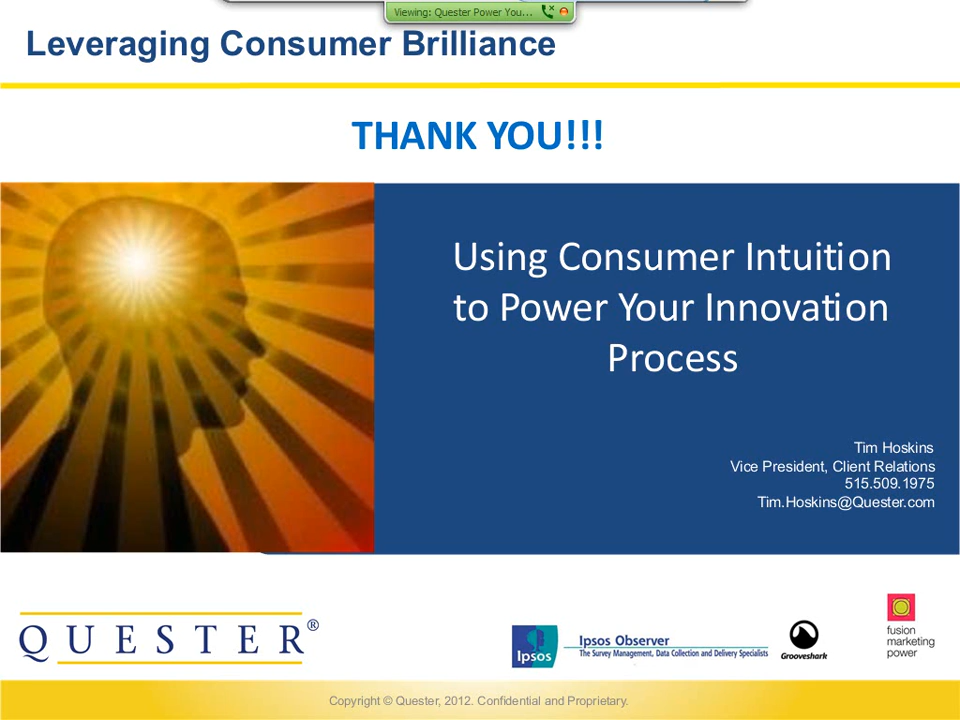 Viewing: Quester Power You...
Leveraging Consumer Brilliance
THANK YOU!!!
Using Consumer Intuition
to Power Your Innovation
Process
Tim Hoskins
Vice President, Client Relations
515.509.1975
Tim.Hoskins@Quester.com
QUESTER®
Ipsos
Ipsos Observer
The Survey Management, Data Collection and Delivery Specialists
Grooveshark
fusion
marketing
power
Copyright © Quester, 2012. Confidential and Proprietary.